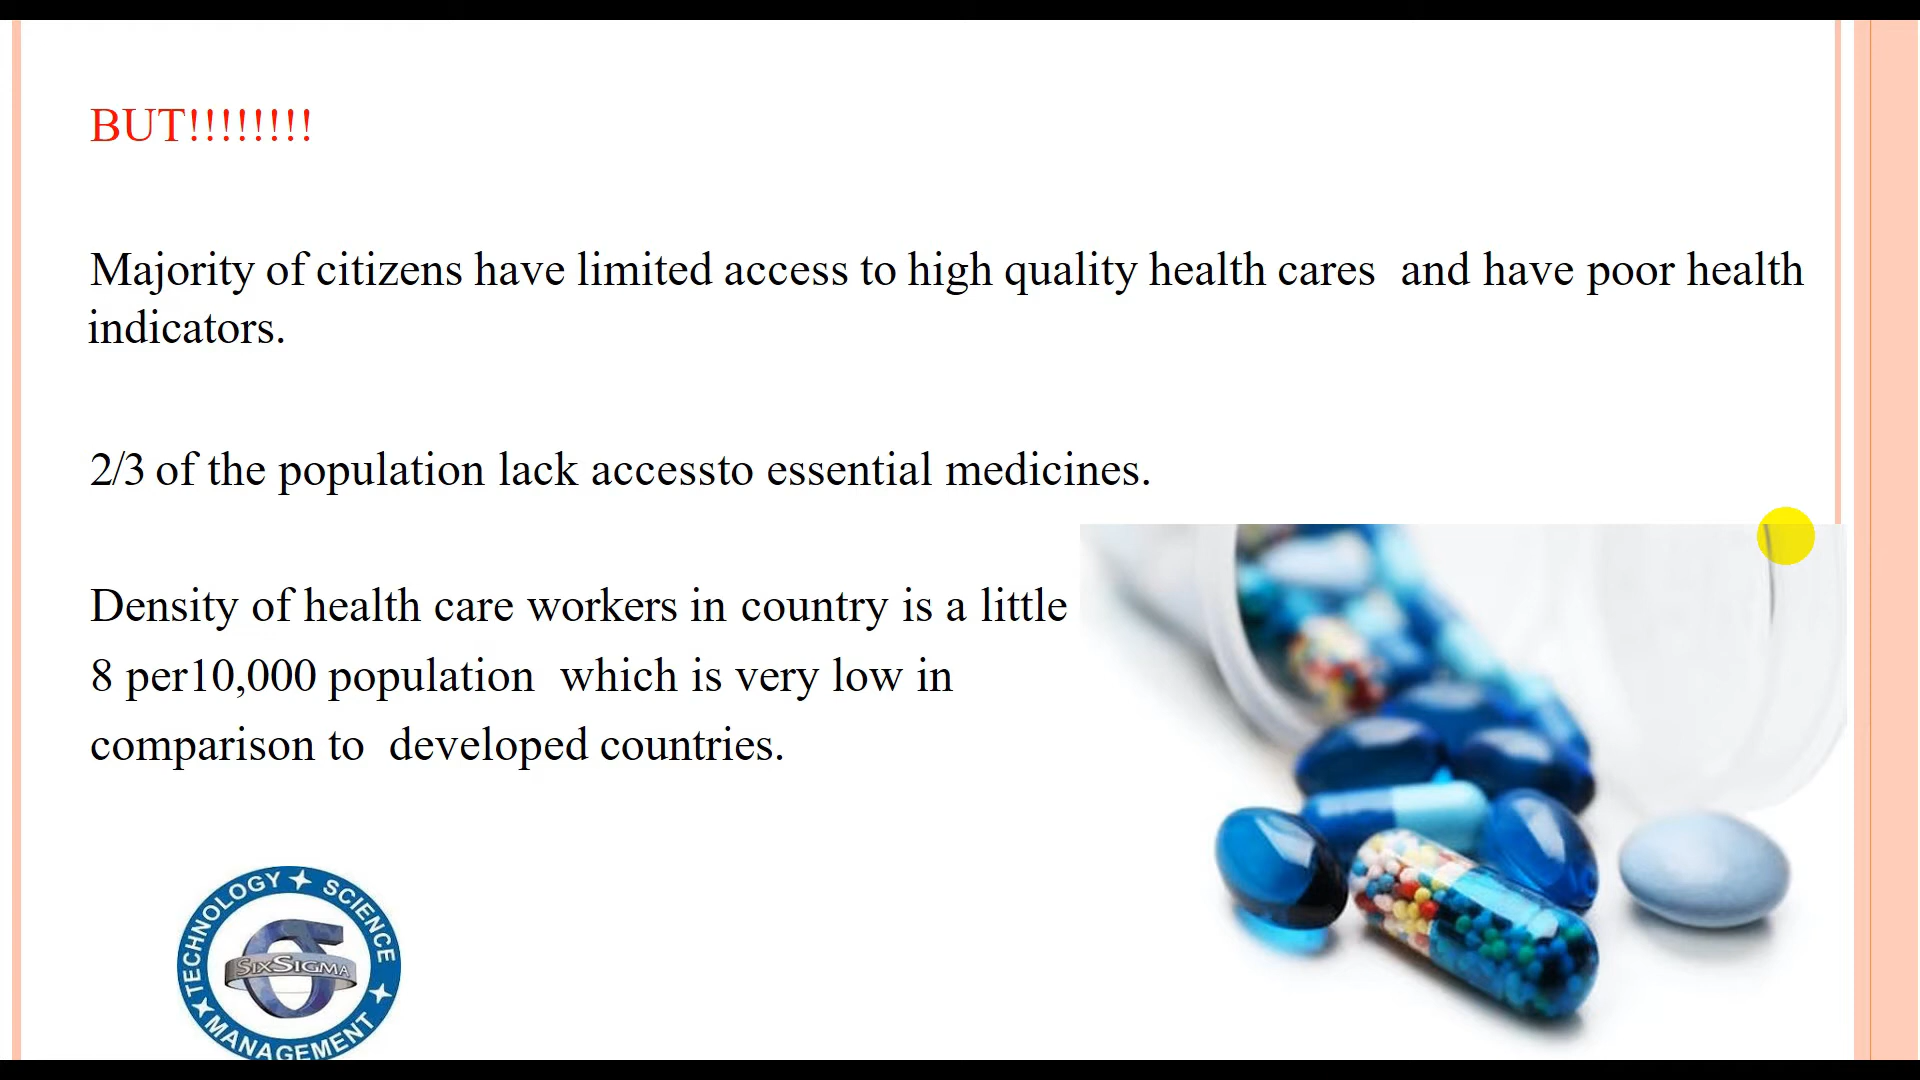 BUT!!!!!!!!
Majority of citizens have limited access to high quality health cares  and have poor health
indicators.
2/3 of the population lack accessto essential medicines.
Density of health care workers in country is a little
8 per10,000 population  which is very low in
comparison to  developed countries.
TECHNOLOGY SCIENCE
SIXSIGMA
MANAGEMENT